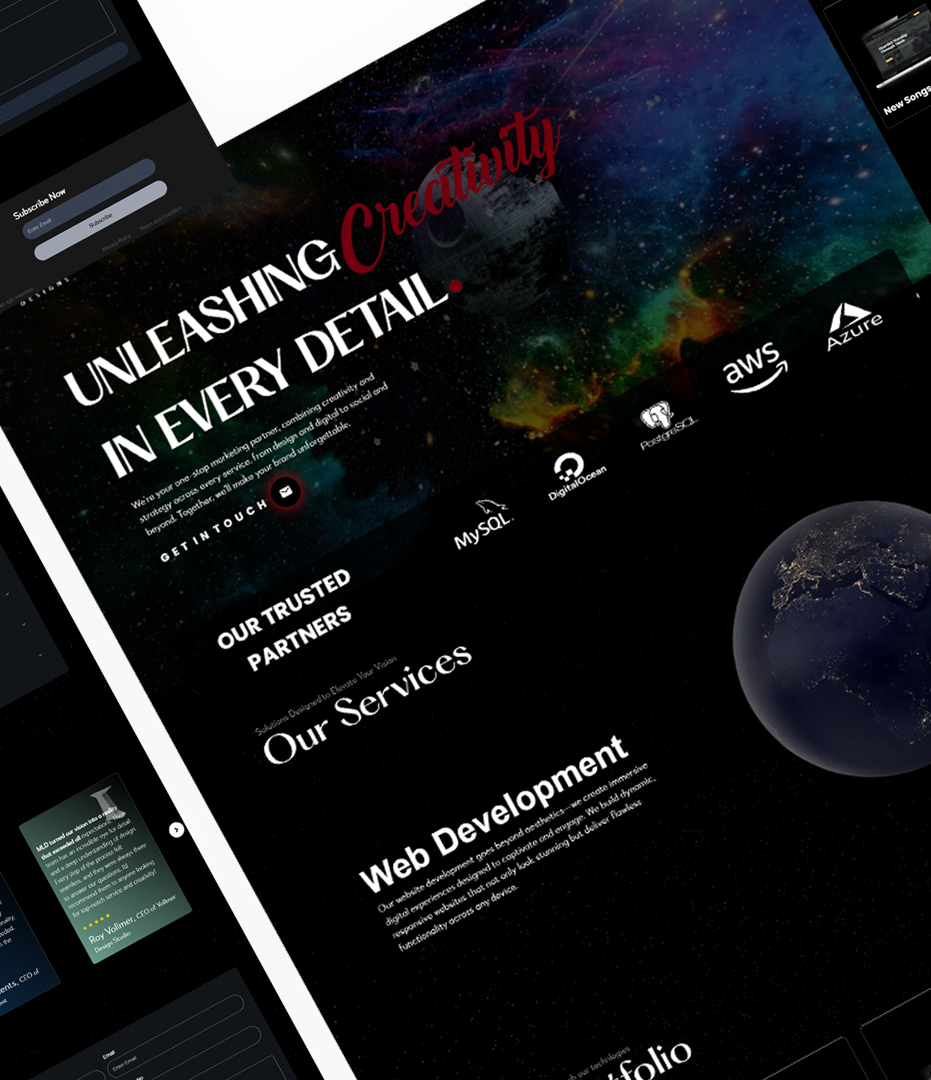 Subscribe Now
Enter Email
Subscribe
Privacy Policy
Terms and Condition
DESIGNS
New Songs
UNLEASHING Creativity
IN EVERY DETAIL.
We're your one-stop marketing partner, combining creativity and
strategy across every service. from design and digital to social and
beyond. Together, we'll make your brand unforgettable.
GET IN TOUCH
OUR TRUSTED
PARTNERS
MySQL.
DigitalOcean
PostgreSQL
aws
Azure
Solutions Designed to Elevate Your Vision
Our Services
Web Development
Our website development goes beyond aesthetics—we create immersive
digital experiences designed to captivate and engage. We build dynamic,
responsive websites that not only look stunning but deliver flawless
functionality across any device.
MLD turned our vision into a reality
that exceeded all expectations. The
team has an incredible eye for detail
and a deep understanding of design.
Every step of the process felt
seamless, and they were always there
to answer our questions. I'd
recommend them to anyone looking
for top-notch service and creativity!
Roy Vollmer, CEO of Vollmer
Design Studio
CEO of
Email
Enter Email
technologies
folio